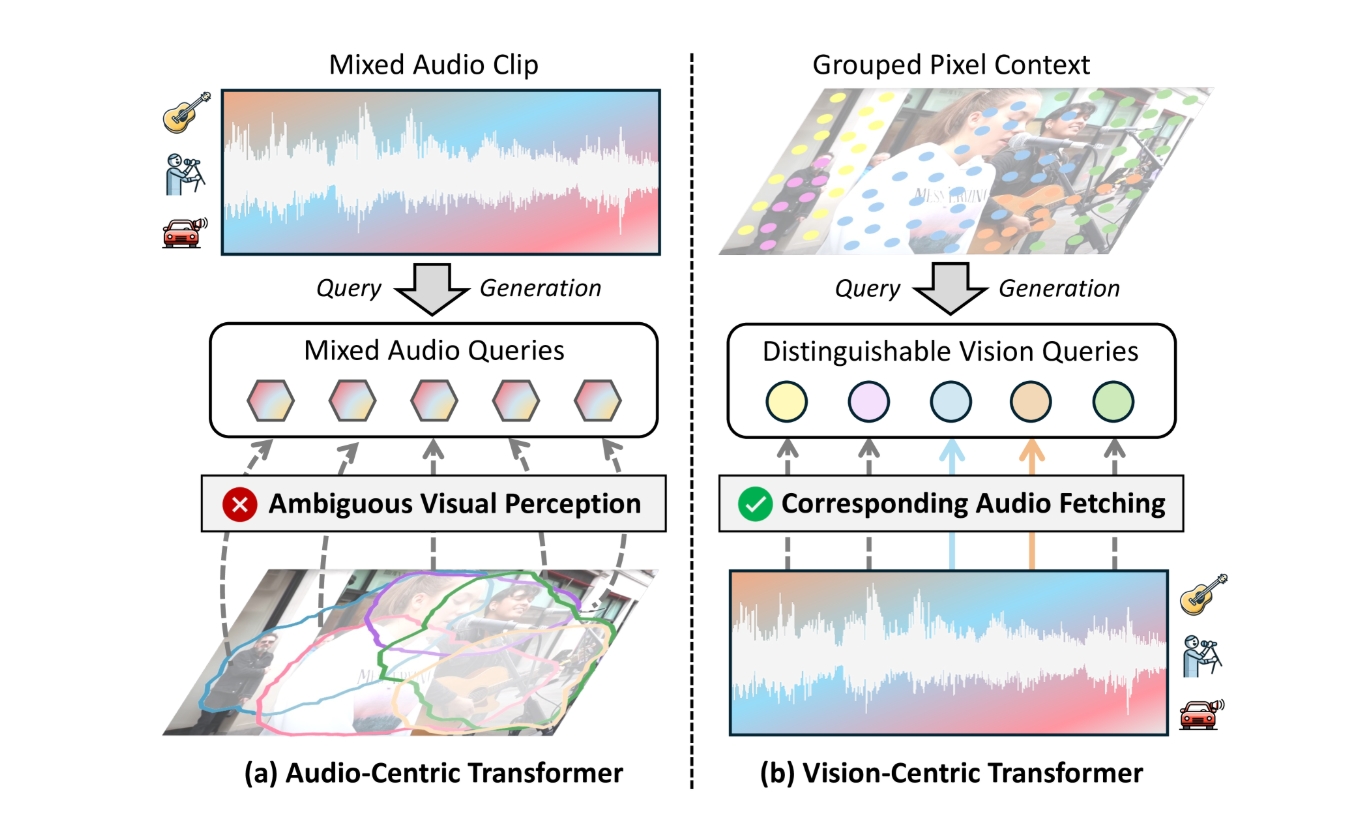 Mixed Audio Clip
Query Generation
Mixed Audio Queries
Ambiguous Visual Perception
(a) Audio-Centric Transformer
Grouped Pixel Context
Query Generation
Distinguishable Vision Queries
Corresponding Audio Fetching
(b) Vision-Centric Transformer